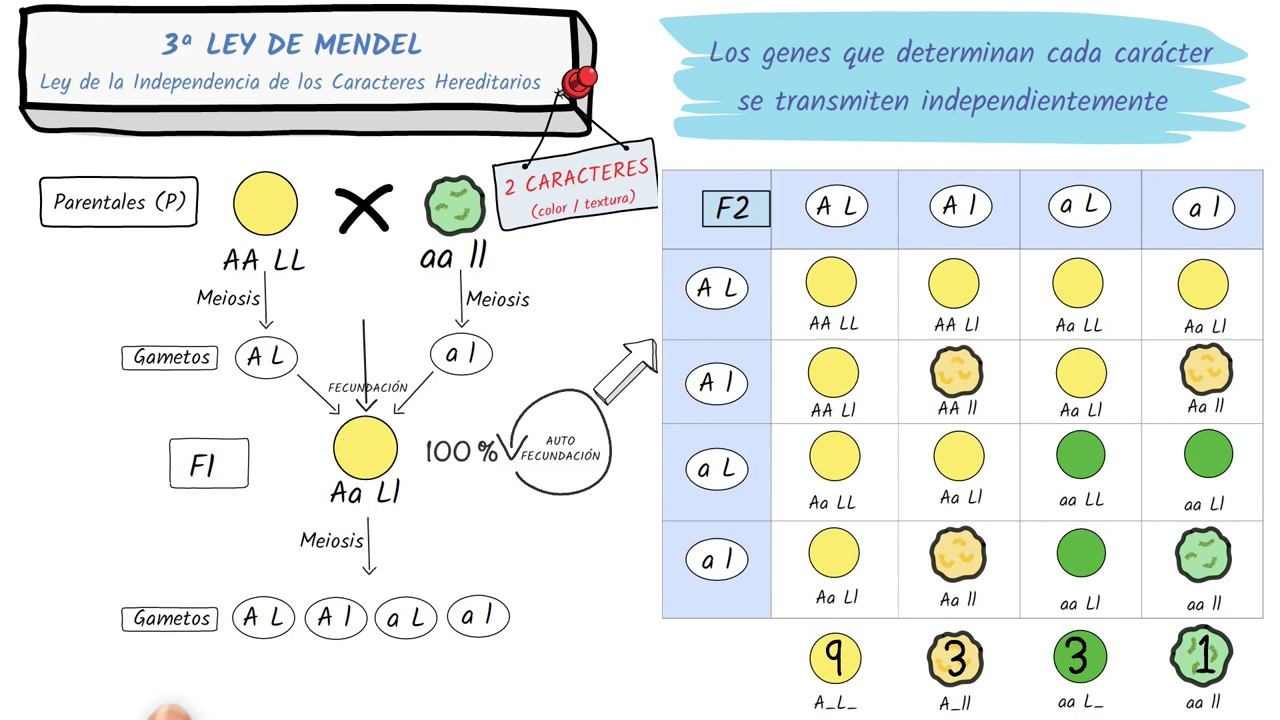 3ª LEY DE MENDEL
Ley de la Independencia de los Caracteres Hereditarios
Los genes que determinan cada carácter
se transmiten independientemente
2 CARACTERES
(color / textura)
Parentales (P)
AA LL
aa ll
Meiosis
Meiosis
Gametos
A L
a l
FECUNDACIÓN
F1
100 %
AUTO
FECUNDACIÓN
Aa Ll
Meiosis
Gametos
A L
A l
a L
a l
F2
A L
A l
a L
a l
A L
AA LL
AA Ll
Aa LL
Aa Ll
A l
AA Ll
AA ll
Aa Ll
Aa ll
a L
Aa LL
Aa Ll
aa LL
aa Ll
a l
Aa Ll
Aa ll
aa Ll
aa ll
9
3
3
1
A_L_
A_ll
aa L_
aa ll